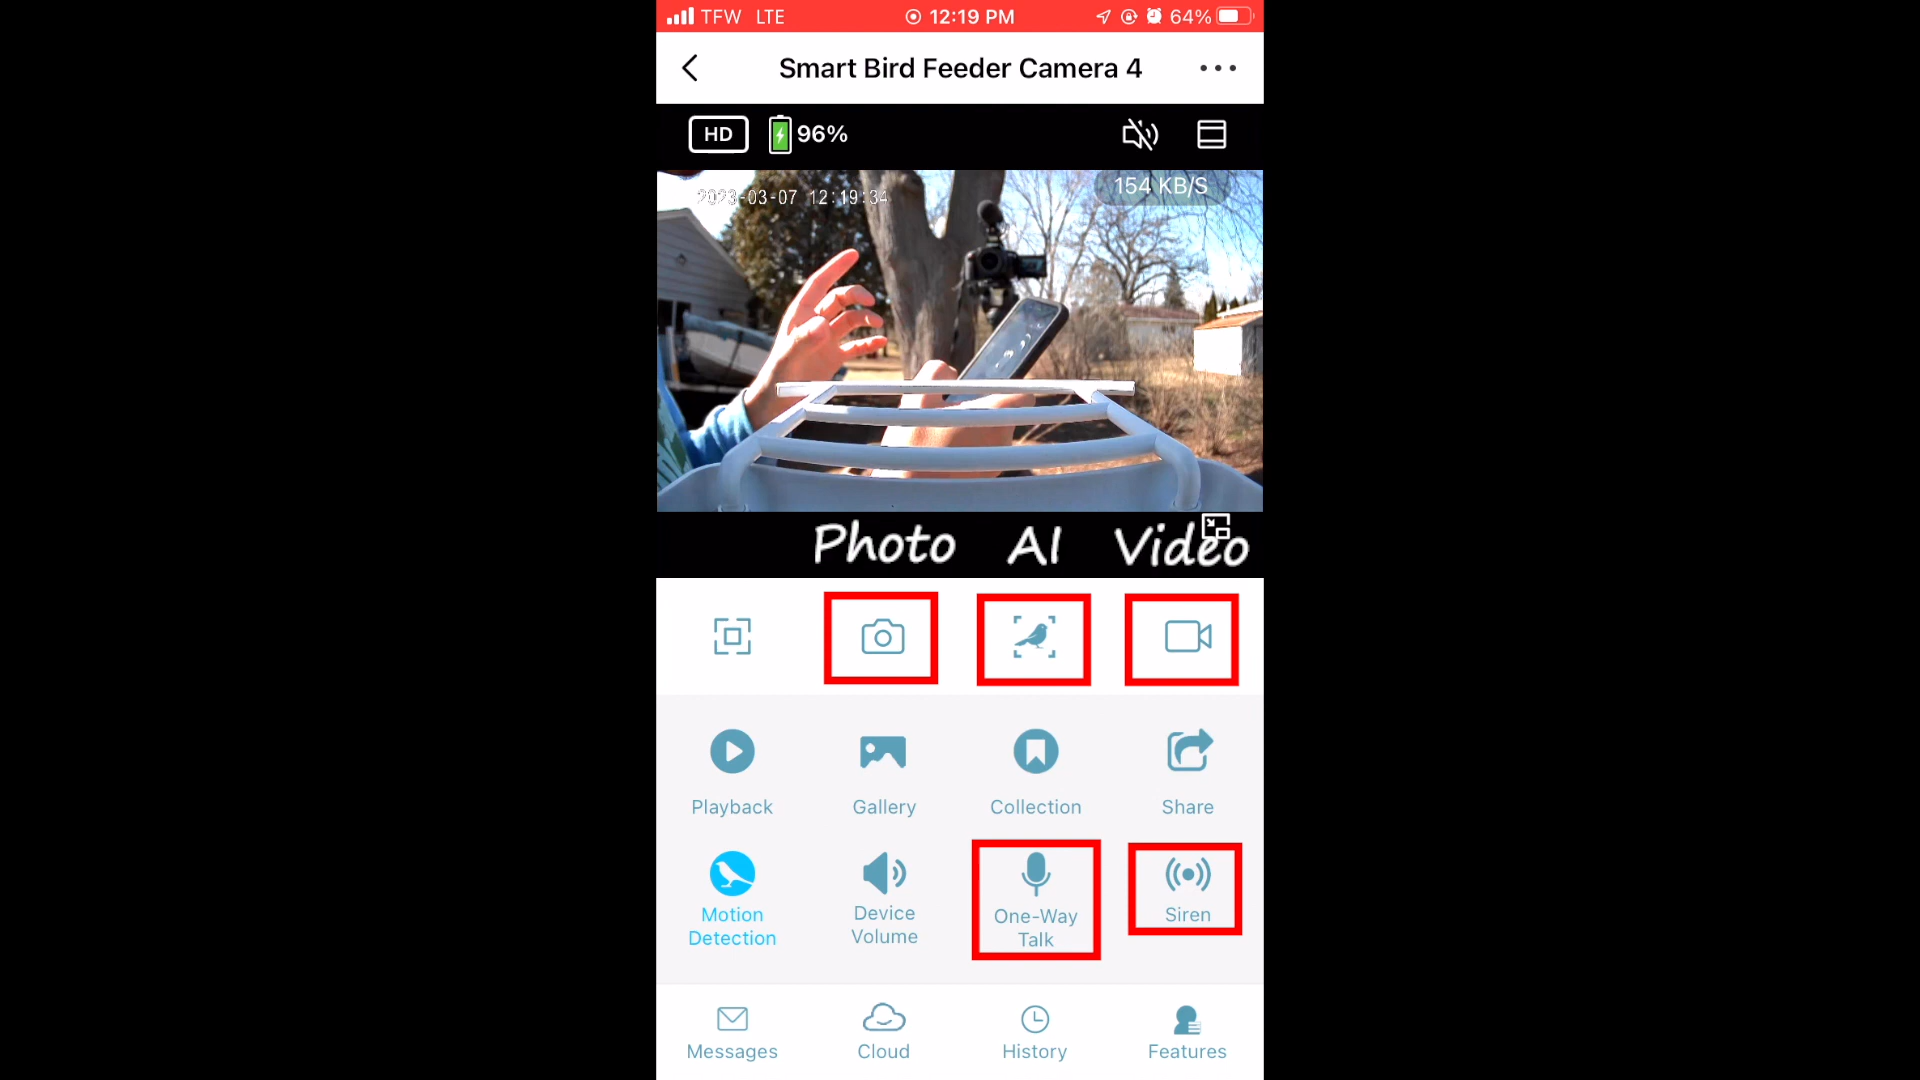 TFW LTE 12:19 PM 64%
Smart Bird Feeder Camera 4
HD 96%
2023-03-07 12:19:34
154 KB/S
Photo AI Video
Playback Gallery Collection Share
Motion Detection
Device Volume
One-Way Talk
Siren
Messages Cloud History Features